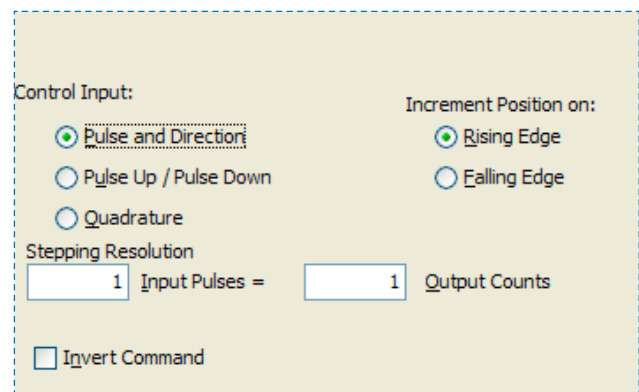 Control Input:
Increment Position on:
Pulse and Direction
Rising Edge
Pulse Up / Pulse Down
Falling Edge
Quadrature
Stepping Resolution
1 Input Pulses = 1 Output Counts
Invert Command